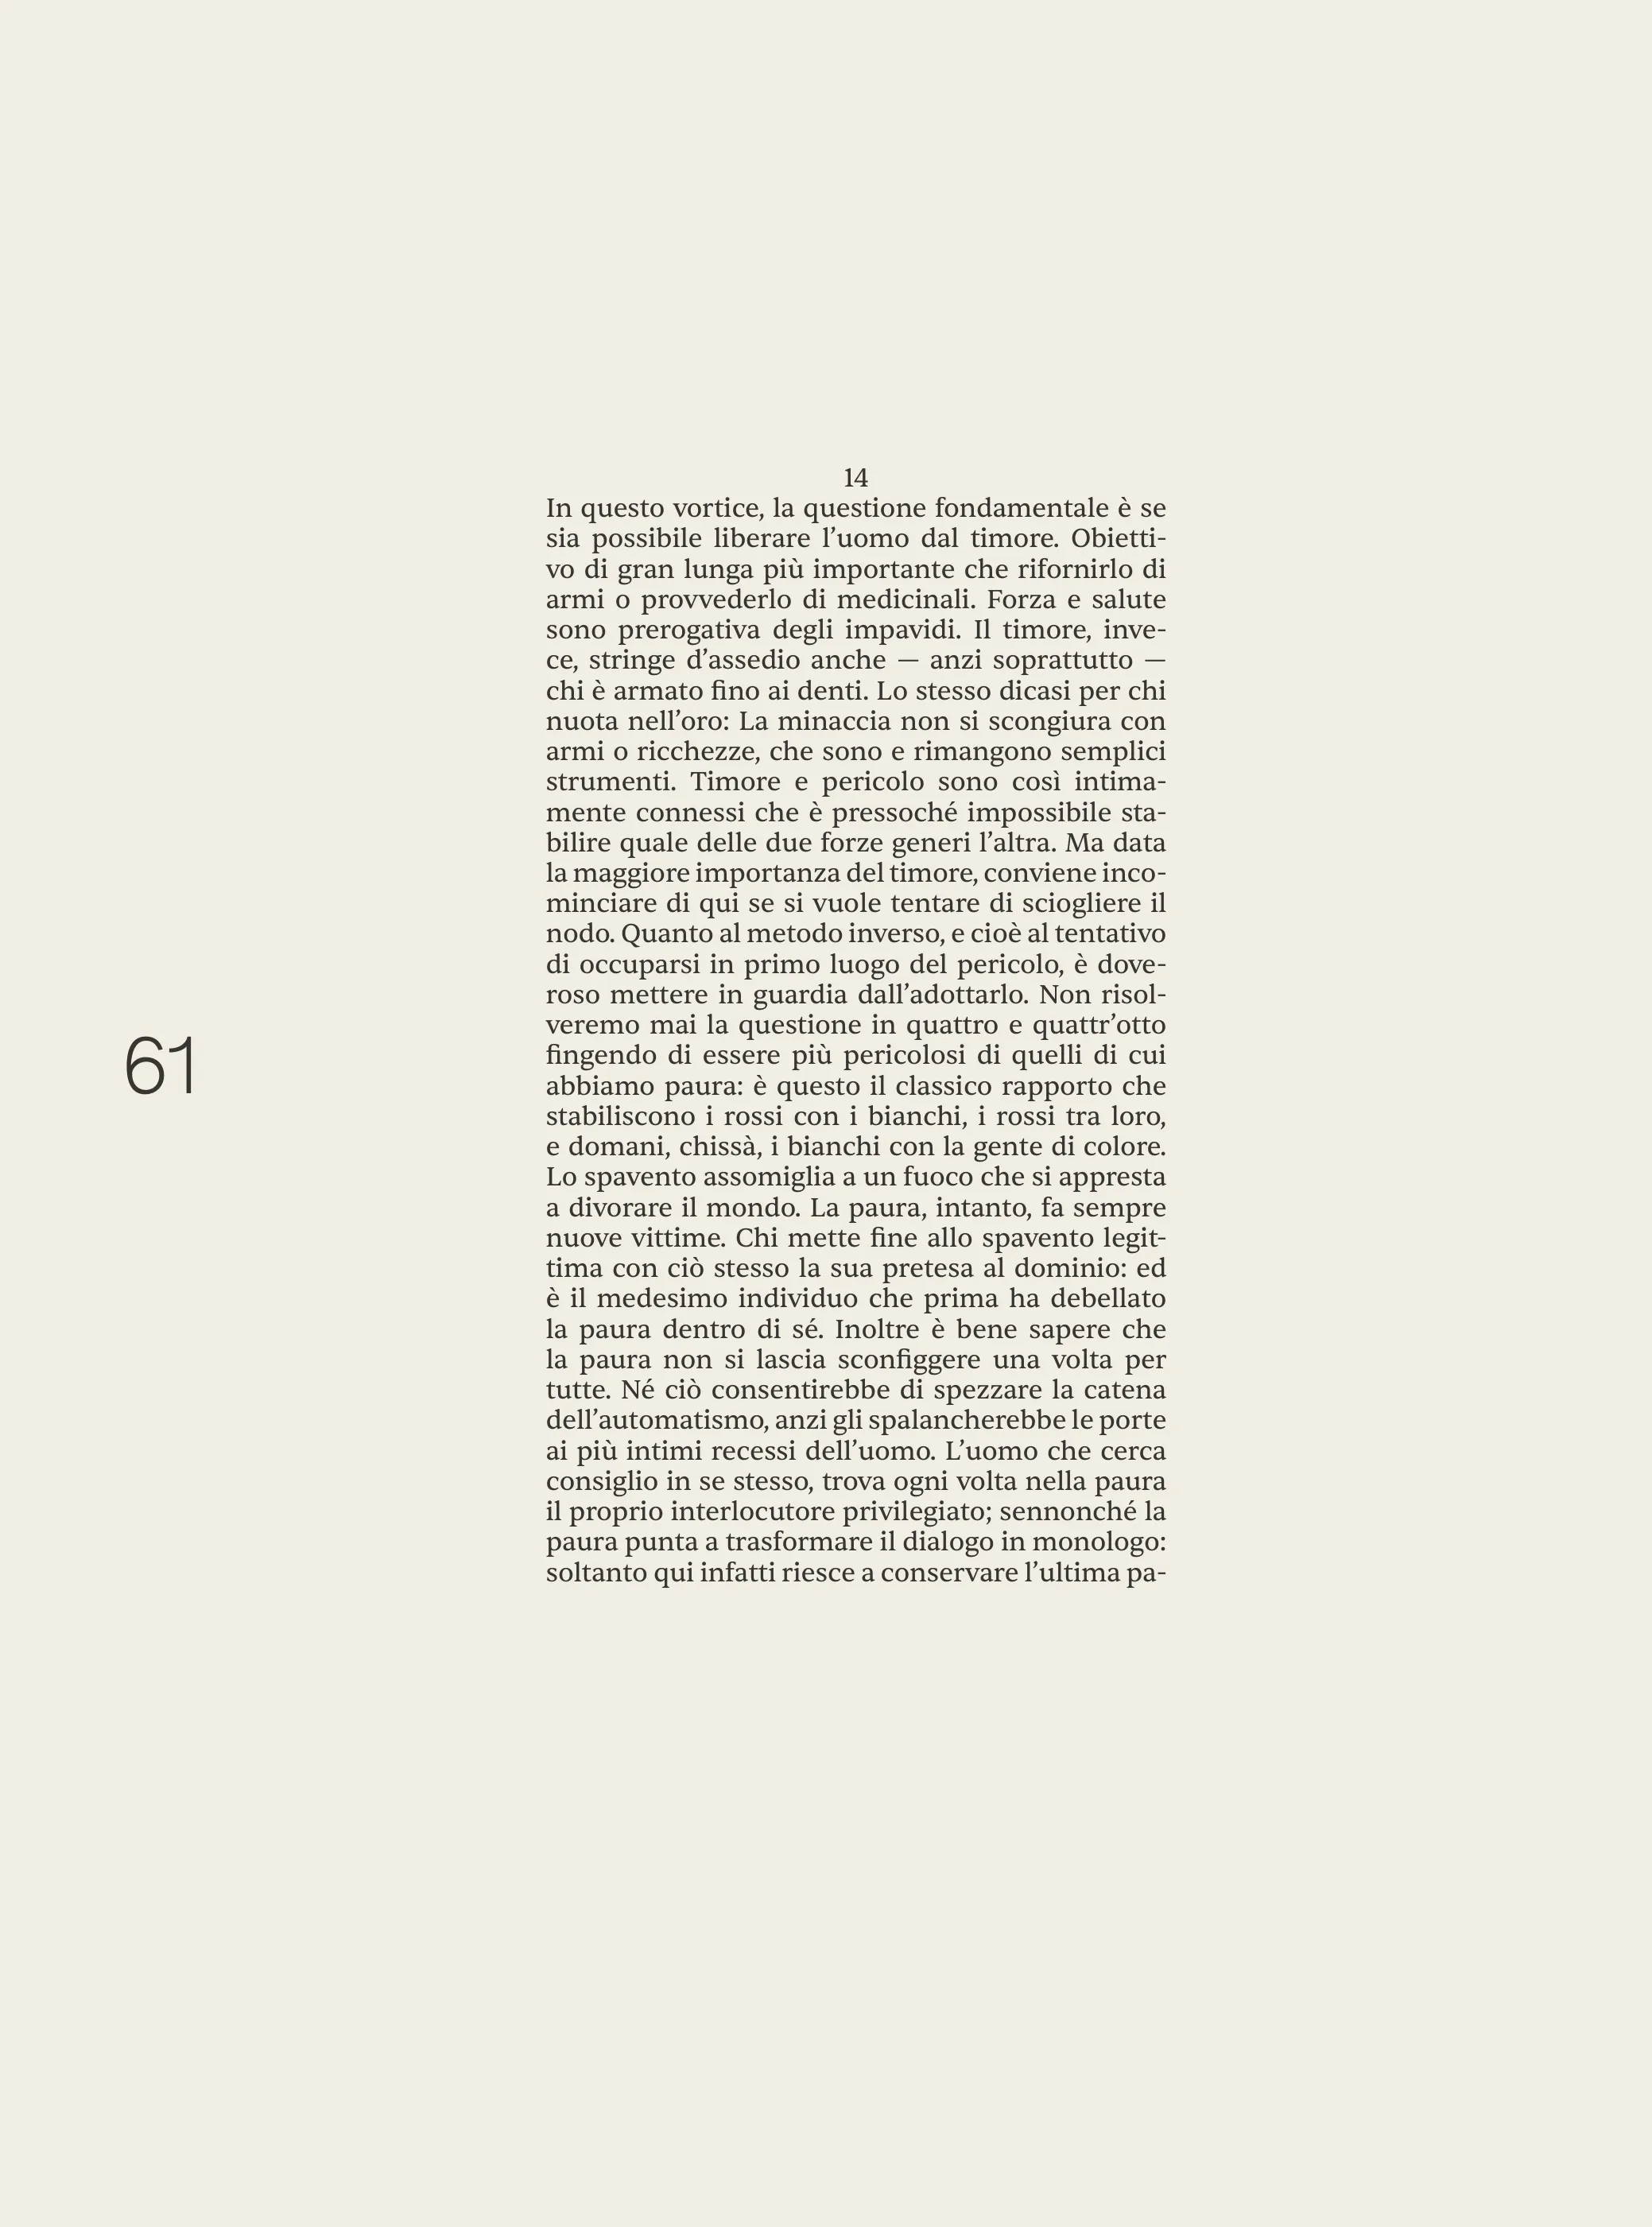 14
In questo vortice, la questione fondamentale è se
sia possibile liberare l’uomo dal timore. Obietti-
vo di gran lunga più importante che rifornirlo di
armi o provvederlo di medicinali. Forza e salute
sono prerogativa degli impavidi. Il timore, inve-
ce, stringe d’assedio anche — anzi soprattutto —
chi è armato fino ai denti. Lo stesso dicasi per chi
nuota nell’oro: La minaccia non si scongiura con
armi o ricchezze, che sono e rimangono semplici
strumenti. Timore e pericolo sono così intima-
mente connessi che è pressoché impossibile sta-
bilire quale delle due forze generi l’altra. Ma data
la maggiore importanza del timore, conviene inco-
minciare di qui se si vuole tentare di sciogliere il
nodo. Quanto al metodo inverso, e cioè al tentativo
di occuparsi in primo luogo del pericolo, è dove-
roso mettere in guardia dall’adottarlo. Non risol-
veremo mai la questione in quattro e quattr’otto
fingendo di essere più pericolosi di quelli di cui
abbiamo paura: è questo il classico rapporto che
stabiliscono i rossi con i bianchi, i rossi tra loro,
e domani, chissà, i bianchi con la gente di colore.
Lo spavento assomiglia a un fuoco che si appresta
a divorare il mondo. La paura, intanto, fa sempre
nuove vittime. Chi mette fine allo spavento legit-
tima con ciò stesso la sua pretesa al dominio: ed
è il medesimo individuo che prima ha debellato
la paura dentro di sé. Inoltre è bene sapere che
la paura non si lascia sconfiggere una volta per
tutte. Né ciò consentirebbe di spezzare la catena
dell’automatismo, anzi gli spalancherebbe le porte
ai più intimi recessi dell’uomo. L’uomo che cerca
consiglio in se stesso, trova ogni volta nella paura
il proprio interlocutore privilegiato; sennonché la
paura punta a trasformare il dialogo in monologo:
soltanto qui infatti riesce a conservare l’ultima pa-
61